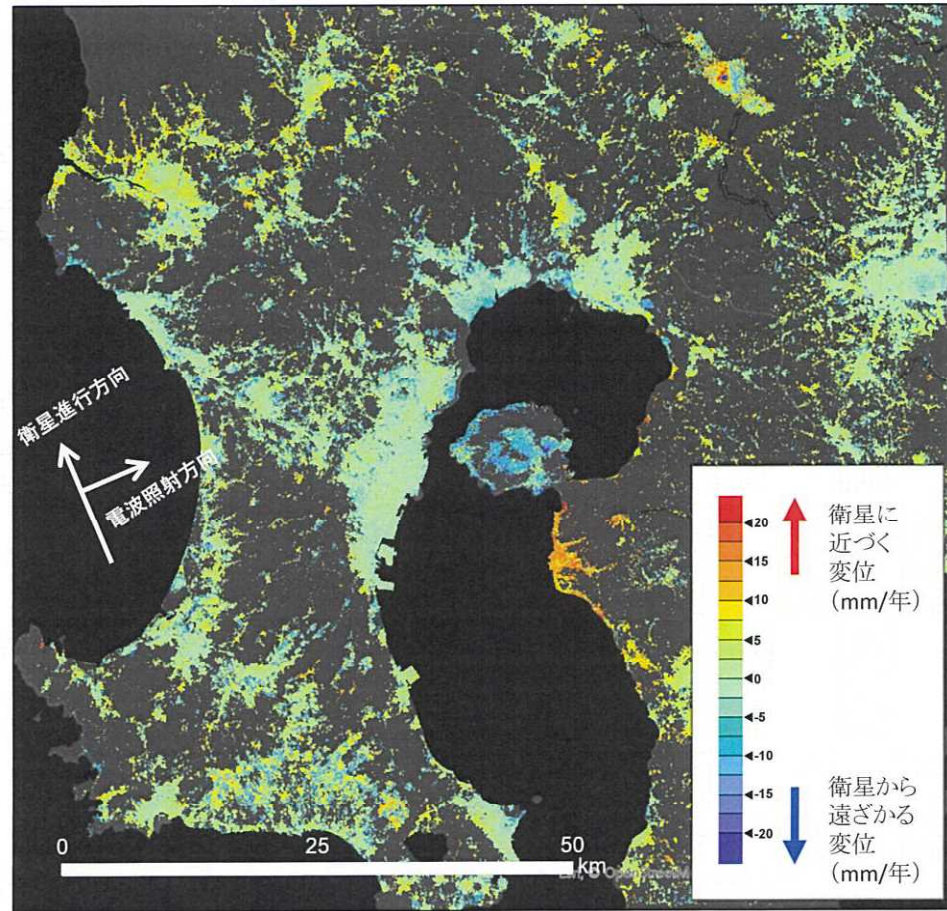 衛星進行方向
電波照射方向
20
15
10
5
0
-5
-10
-15
-20
衛星に
近づく
変位
(mm/年)
衛星から
遠ざかる
変位
(mm/年)
0 25 50
km